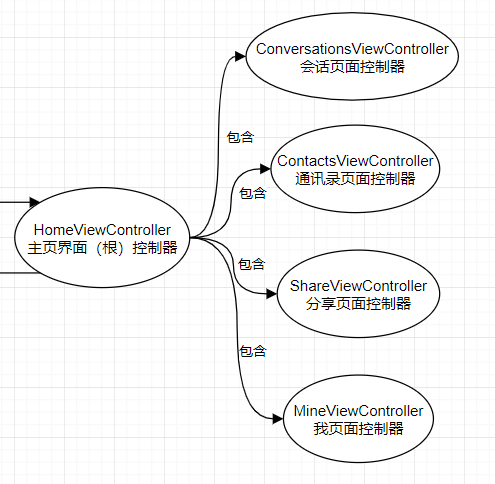 ConversationsViewController
会话页面控制器
包含
ContactsViewController
通讯录页面控制器
包含
HomeViewController
主页界面（恨）控制器
包含
ShareViewController
分享页面控制器
包含
MineViewController
我页面控制器